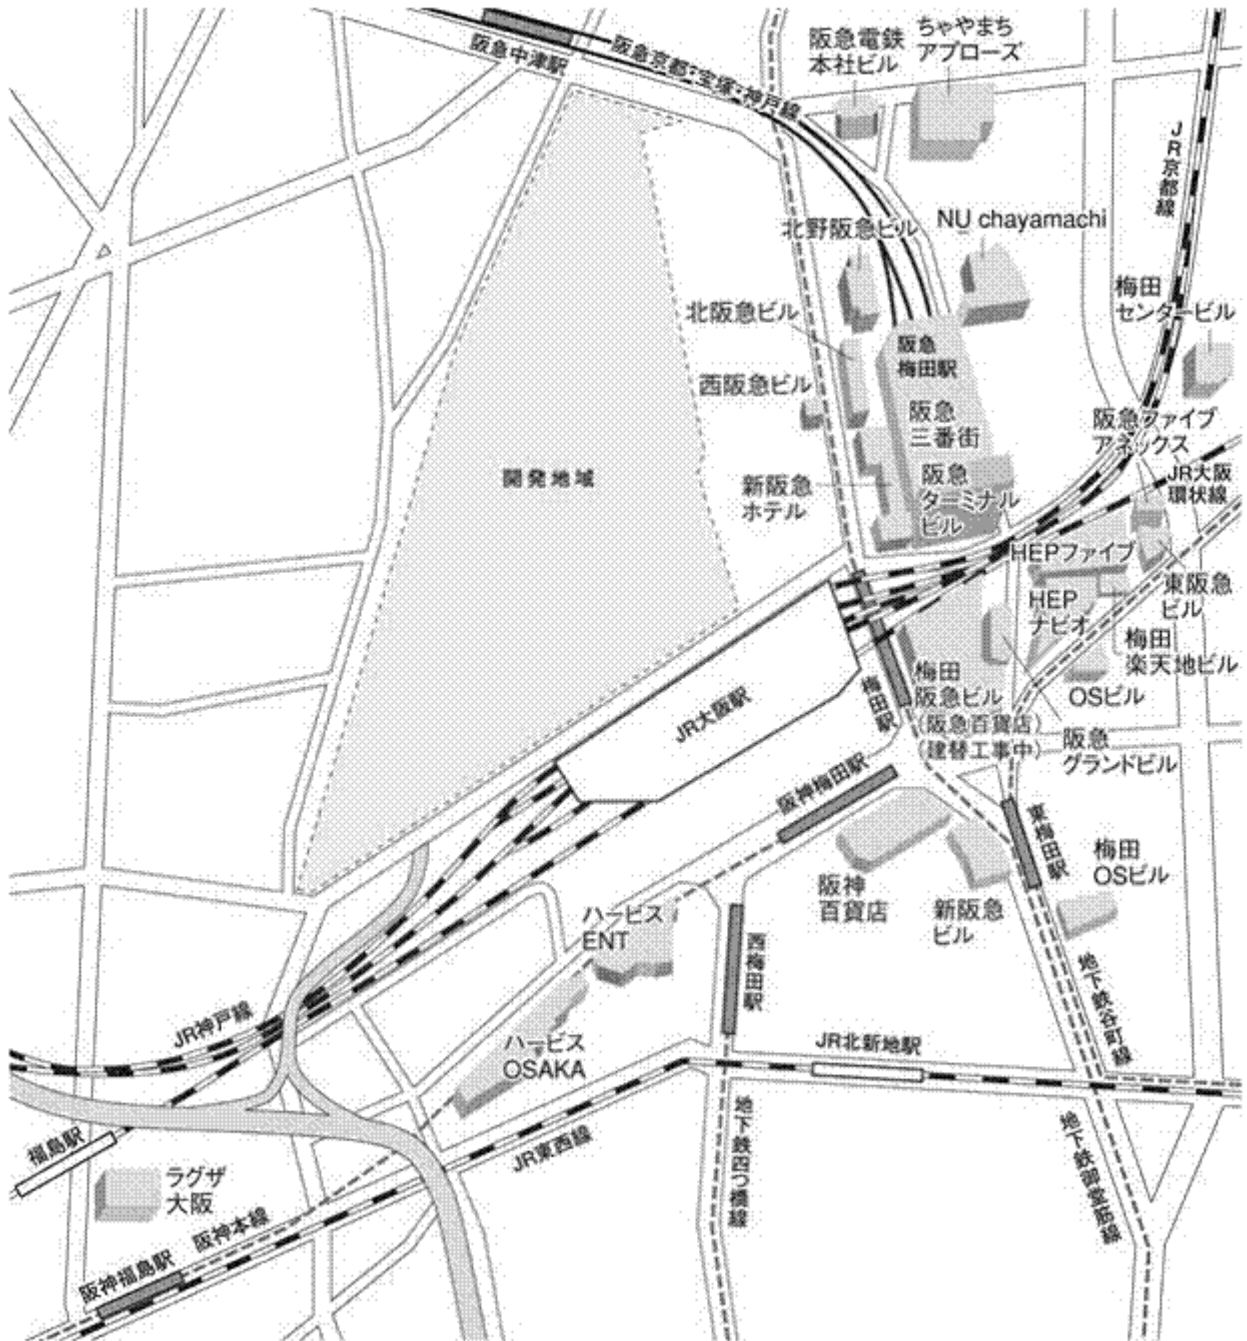 阪急電鉄
本社ビル
ちゃやまち
アプローズ
阪急中津駅
阪急京都・宝塚・神戸線
JR京都線
北野阪急ビル
NU chayamachi
梅田
センタービル
北阪急ビル
阪急
梅田駅
西阪急ビル
阪急
三番街
阪急ファイブ
アネックス
開発地域
新阪急
ホテル
阪急
ターミナル
ビル
JR大阪
環状線
HEPファイブ
HEP
ナビオ
東阪急
ビル
梅田
楽天地ビル
梅田
阪急ビル
(阪急百貨店)
(建替工事中)
OSビル
梅田駅
JR大阪駅
阪急
グランドビル
阪神梅田駅
東梅田駅
阪神
百貨店
新阪急
ビル
梅田
OSビル
ハービス
ENT
西梅田駅
地下鉄谷町線
JR神戸線
ハービス
OSAKA
JR北新地駅
福島駅
JR東西線
地下鉄四つ橋線
地下鉄御堂筋線
ラグザ
大阪
阪神本線
阪神福島駅